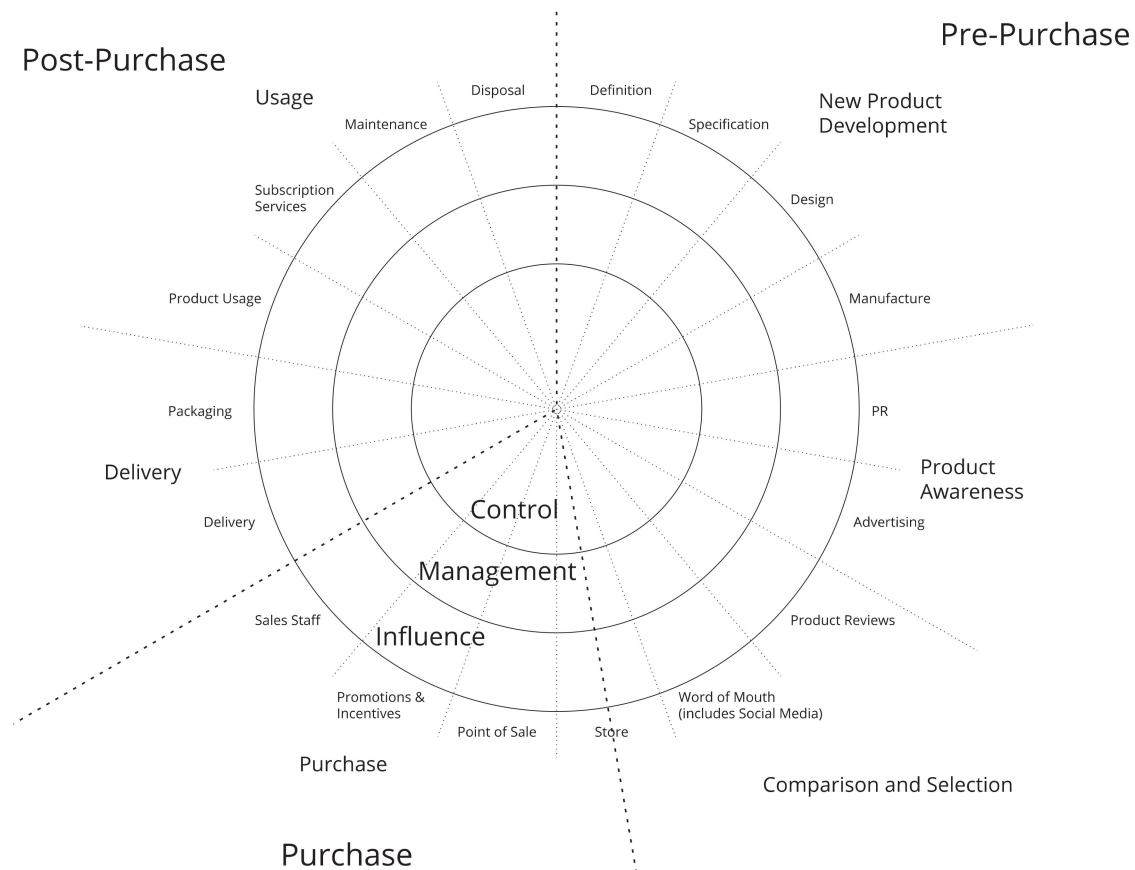 Pre-Purchase
Post-Purchase
Disposal
Definition
Usage
New Product
Development
Maintenance
Specification
Subscription
Services
Design
Product Usage
Manufacture
Packaging
PR
Delivery
Product
Awareness
Control
Delivery
Advertising
Management
Sales Staff
Product Reviews
Influence
Promotions &
Incentives
Word of Mouth
(includes Social Media)
Point of Sale
Store
Purchase
Comparison and Selection
Purchase